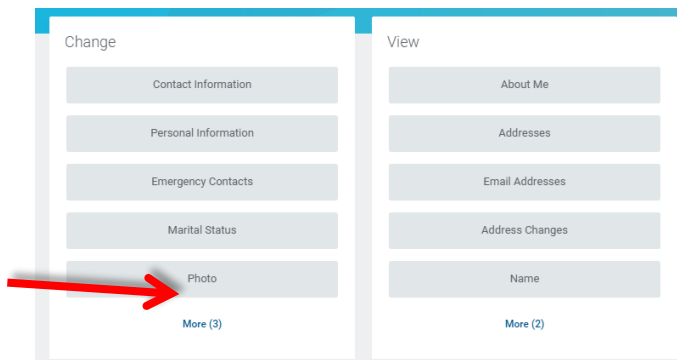 Change
Contact Information
Personal Information
Emergency Contacts
Marital Status
Photo
More (3)
View
About Me
Addresses
Email Addresses
Address Changes
Name
More (2)